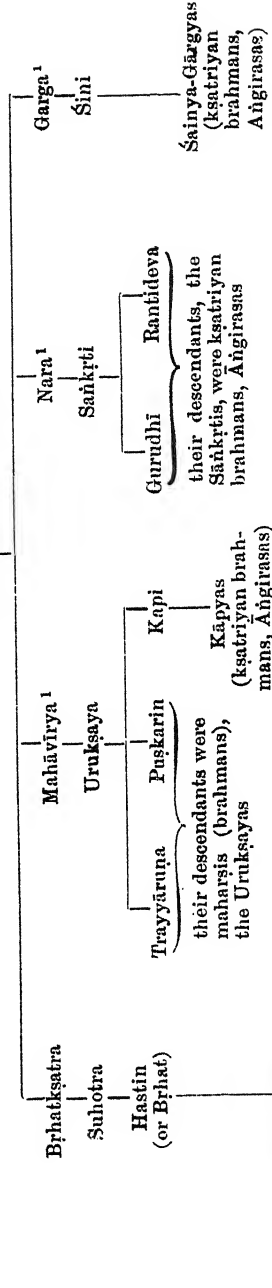 Bṛhatkṣatra
Suhotra
Hastin
(or Bṛhat)
Mahāvīrya¹
Urukṣaya
Trayyāruṇa Puṣkarin Kapi
their descendants were
maharṣis (brahmans),
the Urukṣayas
Kāpyas
(kṣatriyan brah-
mans, Āṅgirasas)
Nara¹
Saṅkṛti
Gurudhī Rantideva
their descendants, the
Saṅkṛtis, were kṣatriyan
brahmans, Āṅgirasas
Garga¹
Śini
Śainya-Gārgyas
(kṣatriyan
brahmans,
Āṅgirasas)